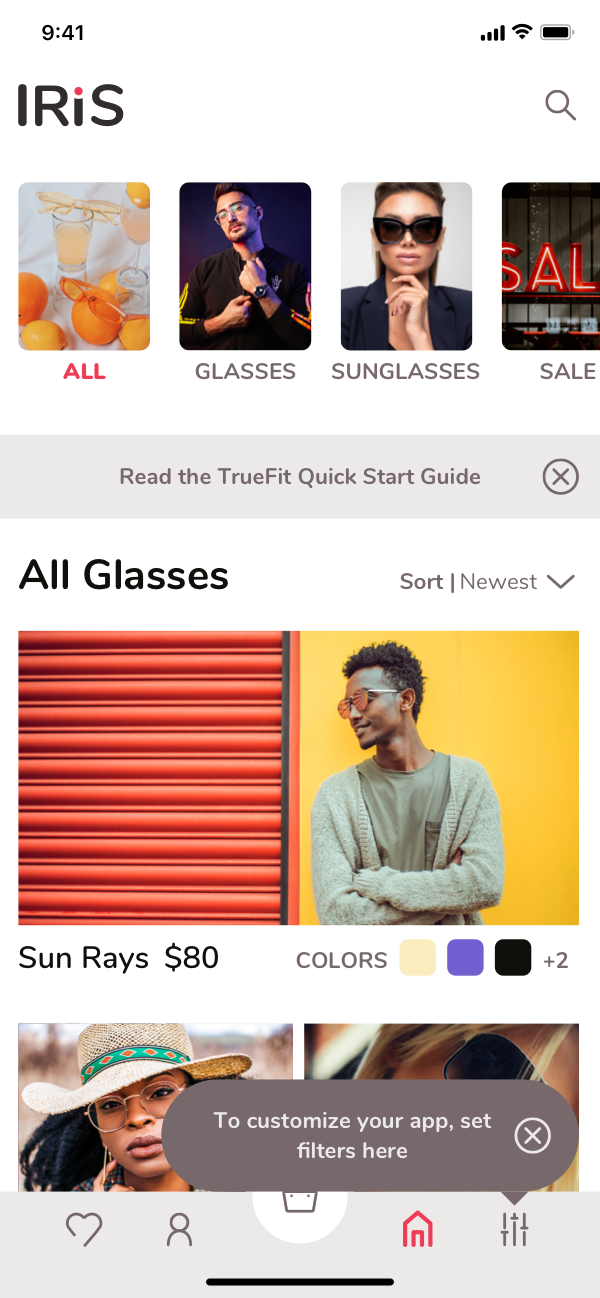 9:41
IRiS
SAL
ALL
GLASSES
SUNGLASSES
SALE
Read the TrueFit Quick Start Guide
All Glasses
Sort | Newest
Sun Rays $80
COLORS +2
To customize your app, set
filters here